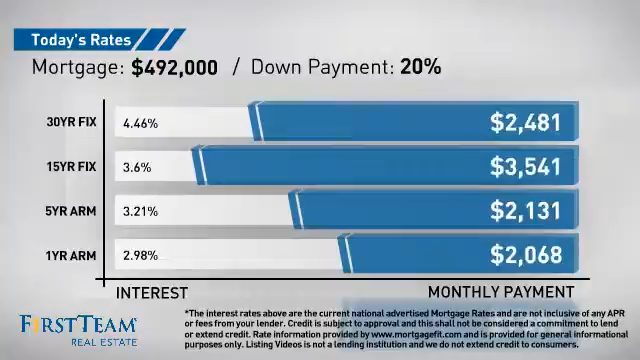 Today's Rates
Mortgage: $492,000 / Down Payment: 20%
30YR FIX 4.46% $2,481
15YR FIX 3.6% $3,541
5YR ARM 3.21% $2,131
1YR ARM 2.98% $2,068
INTEREST MONTHLY PAYMENT
FIRSTTEAM®
REAL ESTATE
*The interest rates above are the current national advertised Mortgage Rates and are not inclusive of any APR
or fees from your lender. Credit is subject to approval and this shall not be considered a commitment to lend
or extend credit. Rate information provided by www.mortgagefit.com and is provided for general informational
purposes only. Listing Videos is not a lending institution and we do not extend credit to consumers.